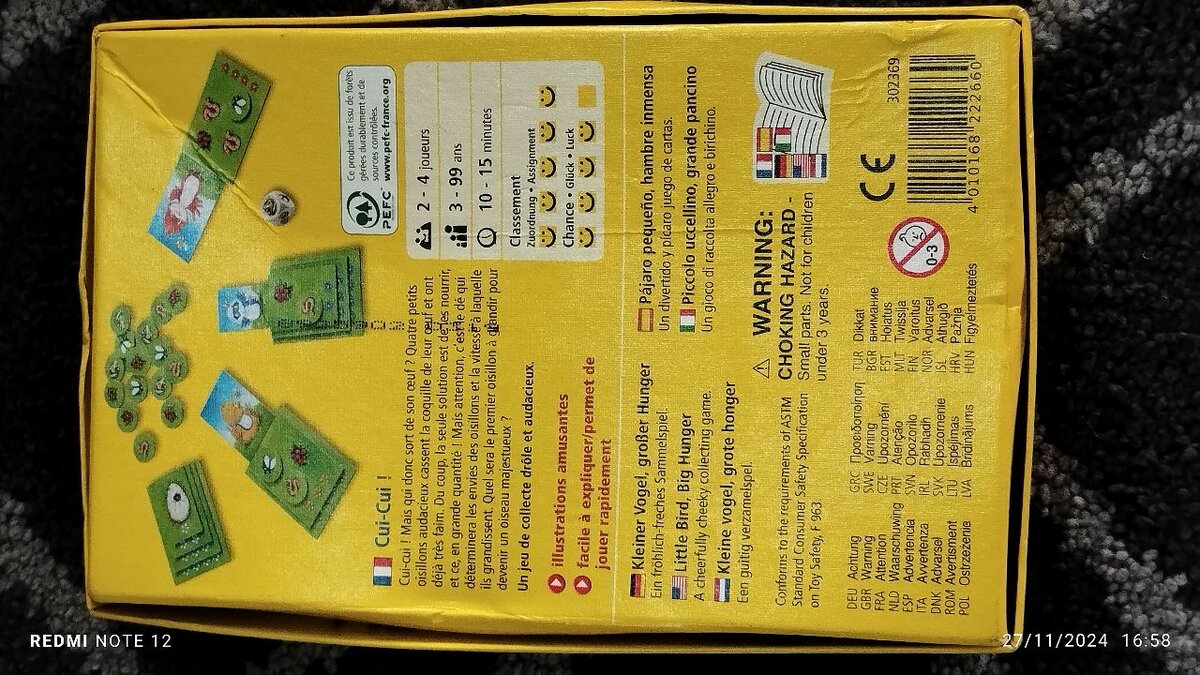 Cui-Cui !
Cui-cui ! Mais qui donc sort de son œuf ? Quatre petits
oisillons audacieux cassent la coquille de leur œuf et ont
déjà très faim. Du coup, la seule solution est de les nourrir,
et ce, en grande quantité ! Mais attention, c'est le dé qui
déterminera les envies des oisillons et la vitesse à laquelle
ils grandissent. Quel sera le premier oisillon à grandir pour
devenir un oiseau majestueux ?
Un jeu de collecte drôle et audacieux.
illustrations amusantes
facile à expliquer/permet de
jouer rapidement
PEFC
Ce produit est issu de forêts
gérées durablement et de
sources contrôlées.
www.pefc-france.org
2 - 4 joueurs
3 - 99 ans
10 - 15 minutes
Classement
Zuordnung • Assignment
Chance • Glück • Luck
Kleiner Vogel, großer Hunger
Ein fröhlich-freches Sammelspiel.
Little Bird, Big Hunger
A cheerfully cheeky collecting game.
Kleine vogel, grote honger
Een guitig verzamelspel.
Pájaro pequeño, hambre inmensa
Un divertido y pícaro juego de cartas.
Piccolo uccellino, grande pancino
Un gioco di raccolta allegro e birichino.
Conforms to the requirements of ASTM
Standard Consumer Safety Specification
on Toy Safety, F 963
WARNING:
CHOKING HAZARD -
Small parts. Not for children
under 3 years.
DEU Achtung
GBR Warning
FRA Attention
NLD Waarschuwing
ESP Advertencia
ITA Avvertenza
DNK Advarsel
ROM Avertisment
POL Ostrzeżenie
GRC Προειδοποίηση
SWE Varning
CZE Upozornění
PRT Atenção
SVN Opozorilo
IRL Rabhadh
SVK Upozornenie
LTU Įspėjimas
LVA Brīdinājums
TUR Dikkat
BGR внимание
EST Hoiatus
MLT Twissija
FIN Varoitus
NOR Advarsel
ISL Athugið
HRV Pažnja
HUN Figyelmeztetés
0-3
CE
302369
4 010168 222660
REDMI NOTE 12
27/11/2024 16:58